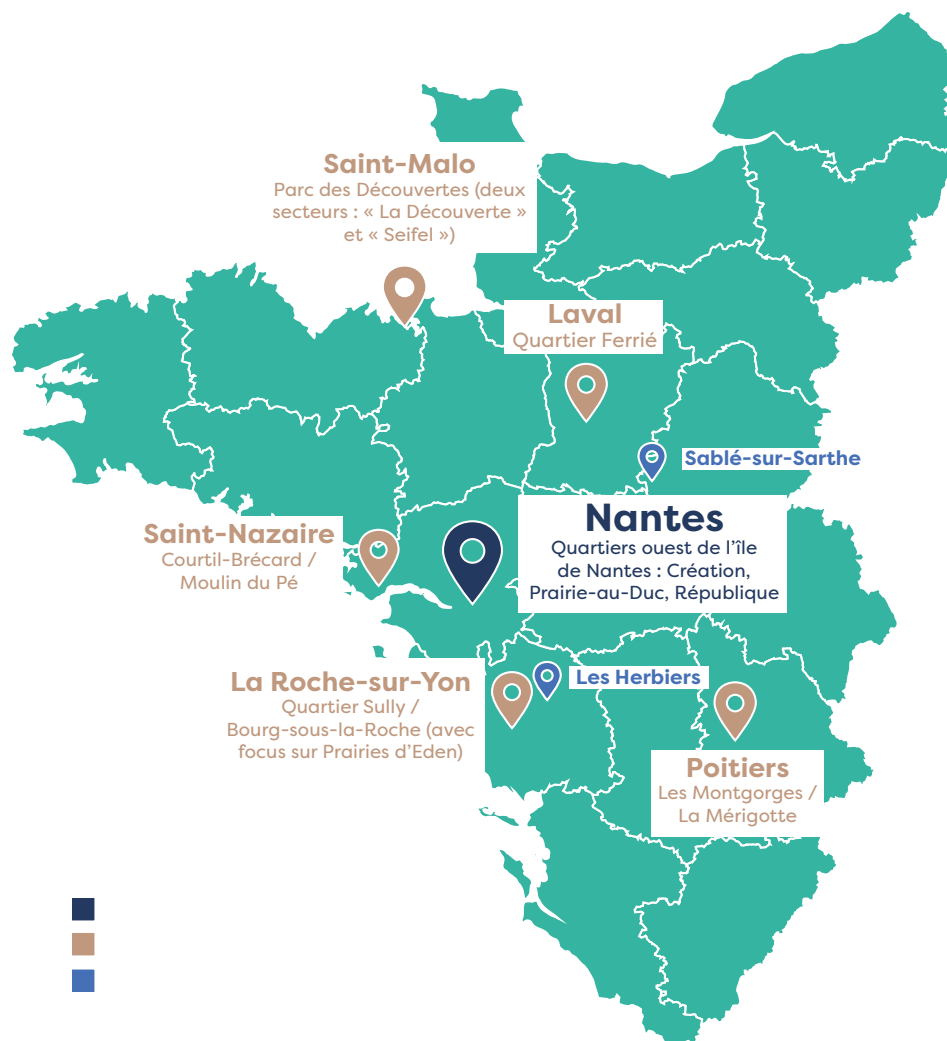 Saint-Malo
Parc des Découvertes (deux
secteurs : « La Découverte »
et « Seifel »)
Laval
Quartier Ferrié
Sablé-sur-Sarthe
Nantes
Quartiers ouest de l’île
de Nantes : Création,
Prairie-au-Duc, République
Saint-Nazaire
Courtil-Brécard /
Moulin du Pé
La Roche-sur-Yon
Quartier Sully /
Bourg-sous-la-Roche (avec
focus sur Prairies d’Eden)
Les Herbiers
Poitiers
Les Montgorges /
La Mérigotte